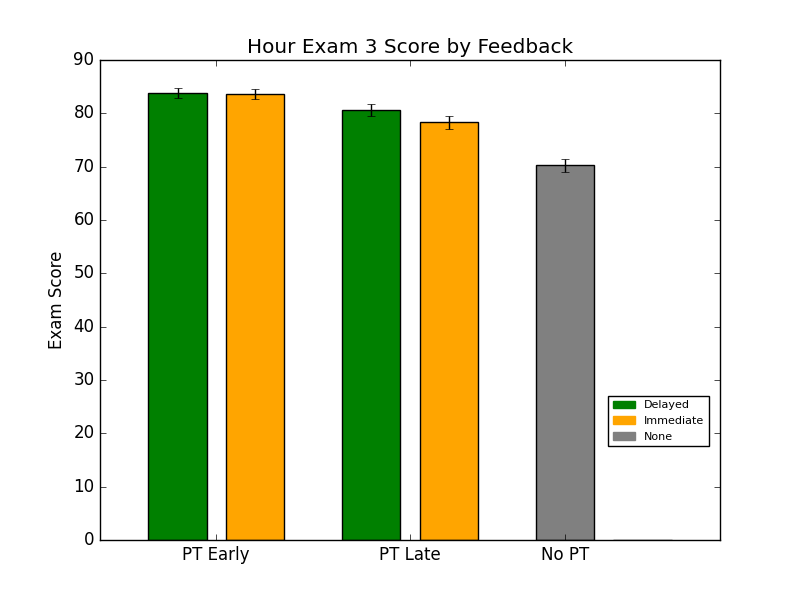 Hour Exam 3 Score by Feedback
90
80
70
60
50
40
30
20
10
0
Exam Score
Delayed
Immediate
None
PT Early
PT Late
No PT